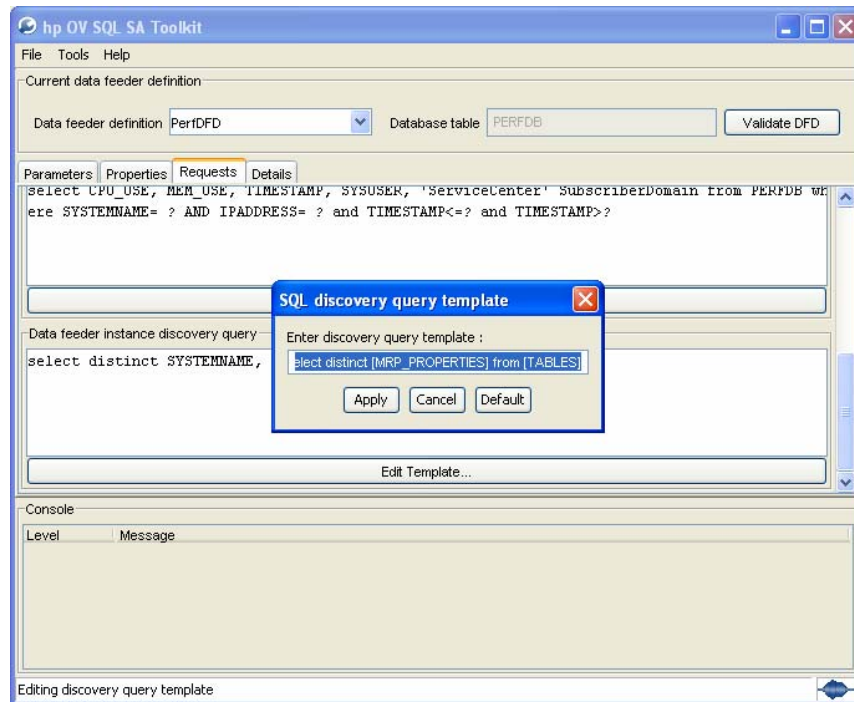 hp OV SQL SA Toolkit
File Tools Help
Current data feeder definition
Data feeder definition PerfDFD Database table PERFDB Validate DFD
Parameters Properties Requests Details
select CPU_USE, MEM_USE, TIMESTAMP, SYSUSER, 'ServiceCenter' SubscriberDomain from PERFDB wh
ere SYSTEMNAME= ? AND IPADDRESS= ? and TIMESTAMP<=? and TIMESTAMP>?
SQL discovery query template
Enter discovery query template :
elect distinct [MRP_PROPERTIES] from [TABLES]
Apply Cancel Default
Data feeder instance discovery query
select distinct SYSTEMNAME,
Edit Template...
Console
Level Message
Editing discovery query template